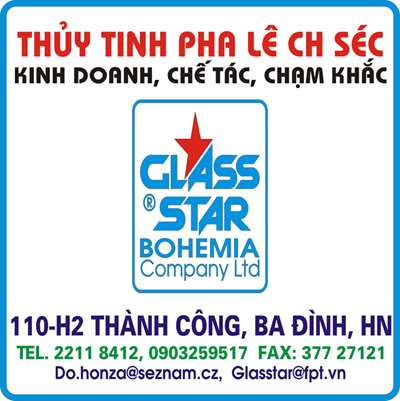 THỦY TINH PHA LÊ CH SÉC
KINH DOANH, CHẾ TÁC, CHẠM KHẮC
GLASS
® STAR
BOHEMIA
Company Ltd
110-H2 THÀNH CÔNG, BA ĐÌNH, HN
TEL. 2211 8412, 0903259517 FAX: 377 27121
Do.honza@seznam.cz, Glasstar@fpt.vn